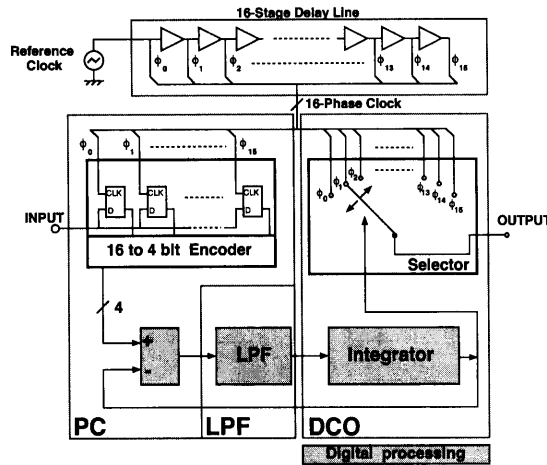 16-Stage Delay Line
Reference
Clock
ϕ0 ϕ1 ϕ2 ϕ13 ϕ14 ϕ15
16-Phase Clock
ϕ0 ϕ1 ϕ15
CLK CLK CLK
D D D
INPUT
16 to 4 bit Encoder
ϕ0 ϕ1 ϕ2 ϕ13 ϕ14 ϕ15
OUTPUT
Selector
4
+
-
LPF
Integrator
PC
LPF
DCO
Digital processing